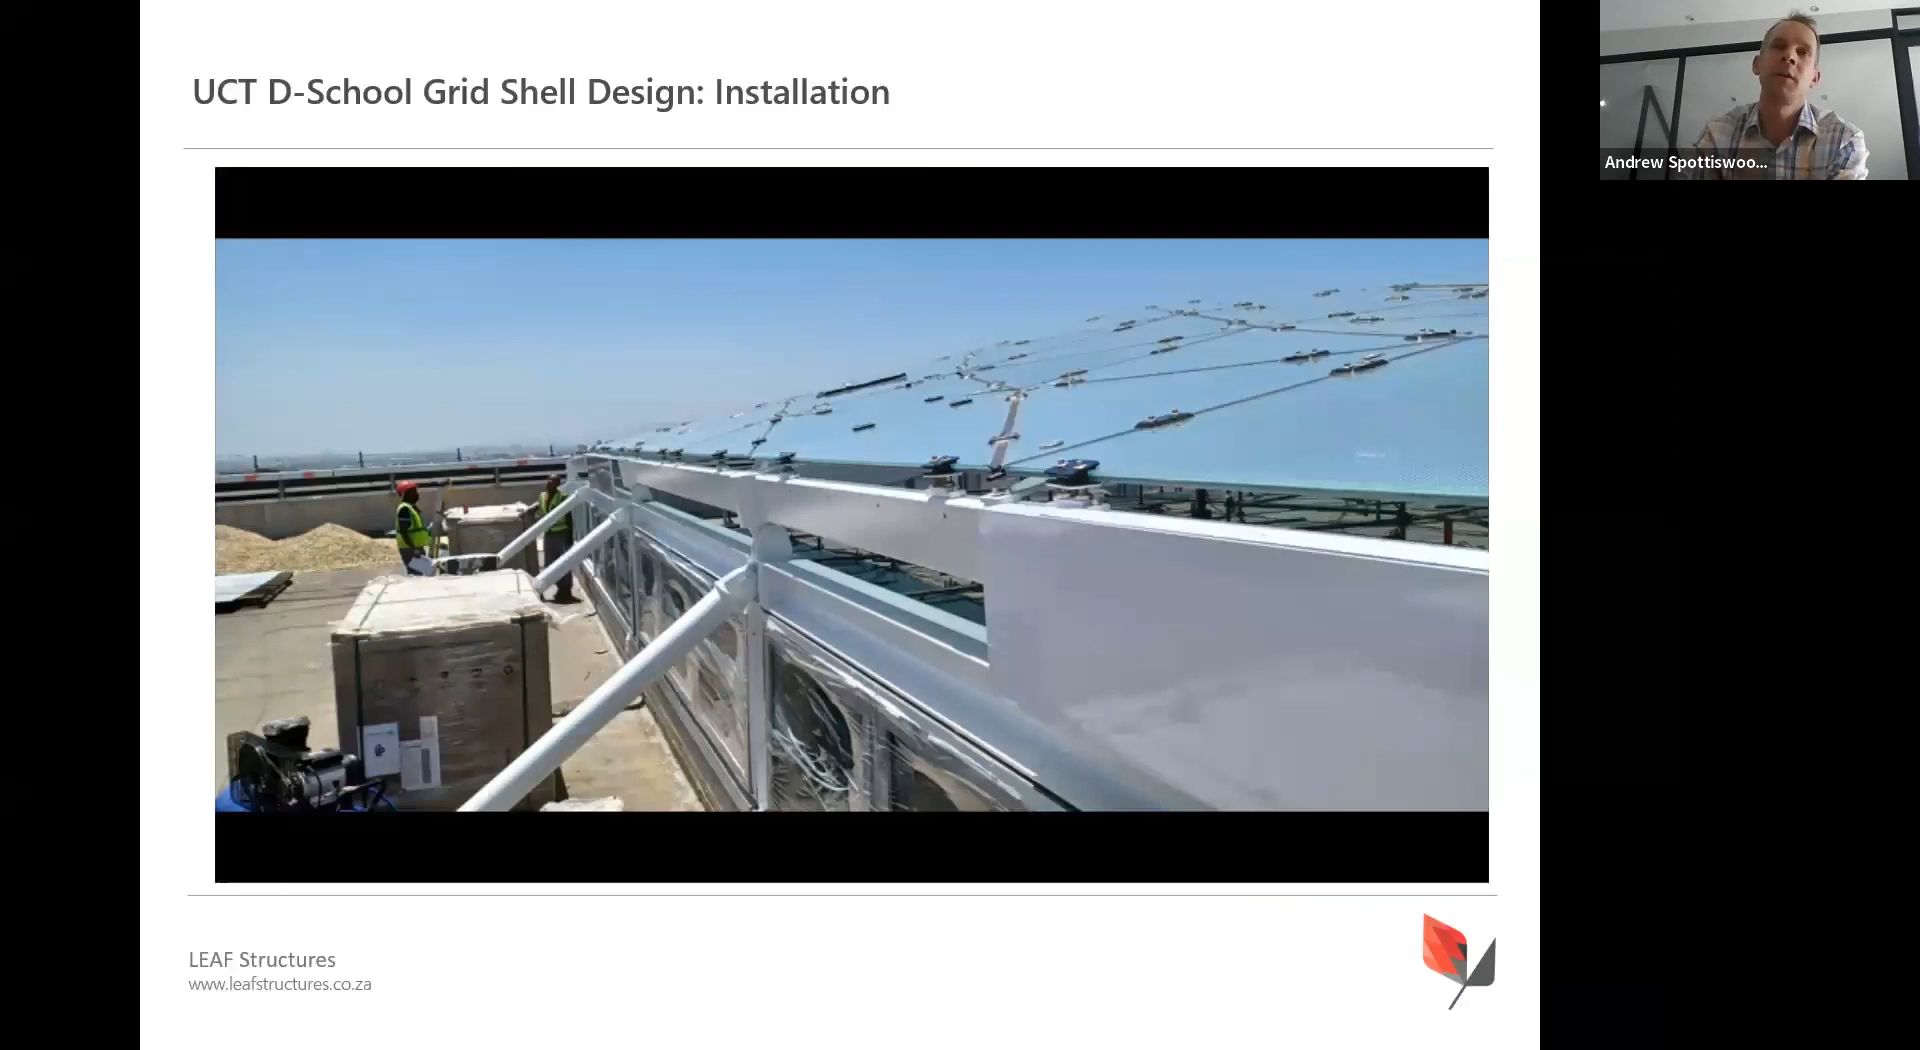 UCT D-School Grid Shell Design: Installation
Andrew Spottiswoo...
LEAF Structures
www.leafstructures.co.za